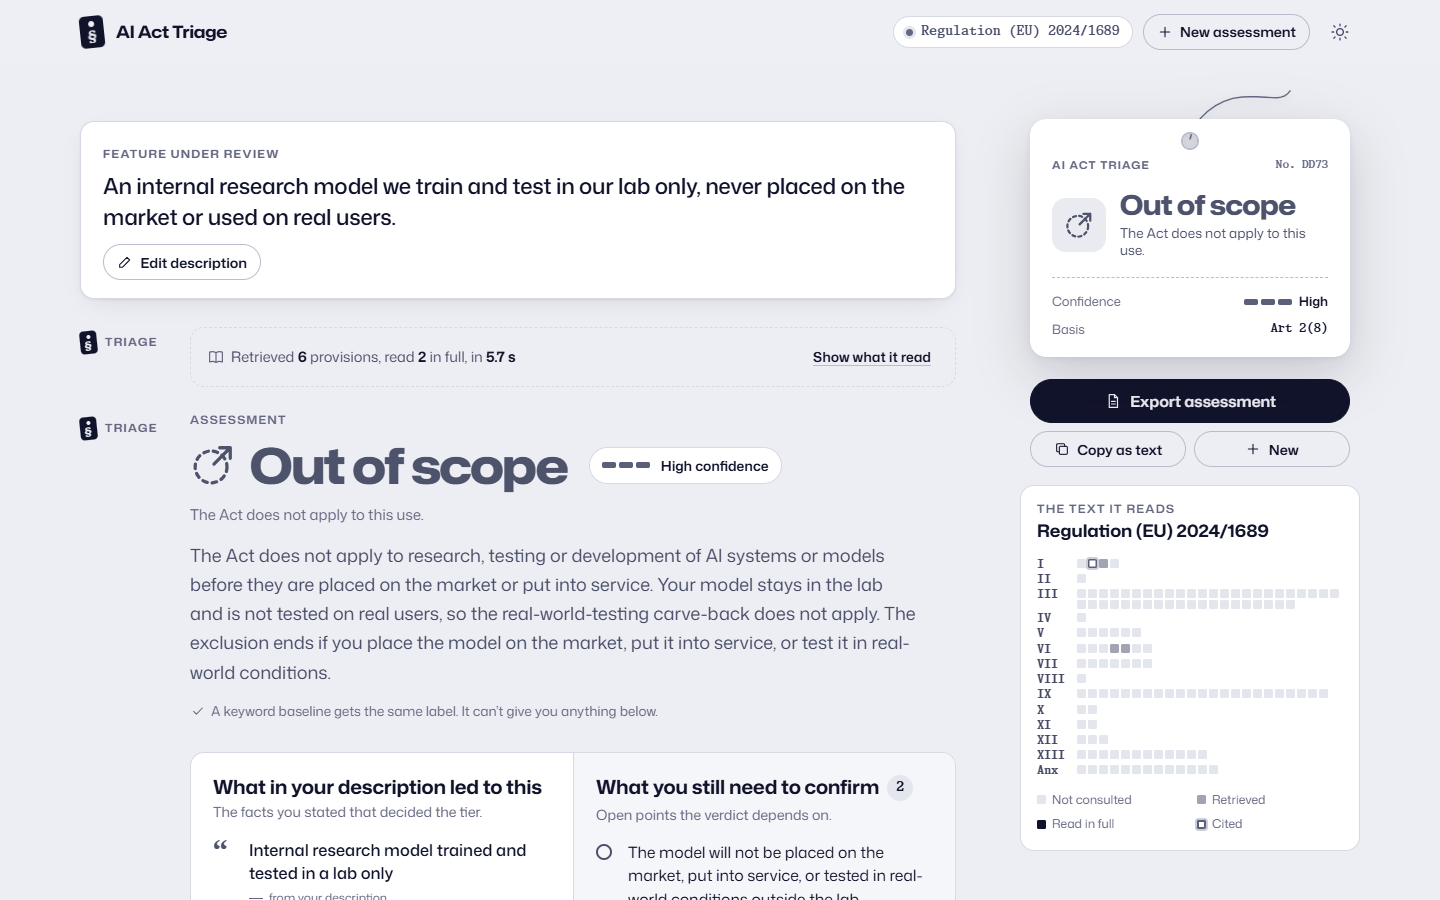 AI Act Triage
Regulation (EU) 2024/1689
New assessment
FEATURE UNDER REVIEW
An internal research model we train and test in our lab only, never placed on the
market or used on real users.
Edit description
TRIAGE
Retrieved 6 provisions, read 2 in full, in 5.7 s
Show what it read
TRIAGE
ASSESSMENT
Out of scope
High confidence
The Act does not apply to this use.
The Act does not apply to research, testing or development of AI systems or models
before they are placed on the market or put into service. Your model stays in the lab
and is not tested on real users, so the real-world-testing carve-back does not apply. The
exclusion ends if you place the model on the market, put it into service, or test it in real-
world conditions.
A keyword baseline gets the same label. It can't give you anything below.
What in your description led to this
The facts you stated that decided the tier.
“
Internal research model trained and
tested in a lab only
— from your description
What you still need to confirm 2
Open points the verdict depends on.
The model will not be placed on the
market, put into service, or tested in real-
world conditions outside the lab
AI ACT TRIAGE
No. DD73
Out of scope
The Act does not apply to this
use.
Confidence
High
Basis
Art 2(8)
Export assessment
Copy as text
New
THE TEXT IT READS
Regulation (EU) 2024/1689
I
II
III
IV
V
VI
VII
VIII
IX
X
XI
XII
XIII
Anx
Not consulted
Retrieved
Read in full
Cited